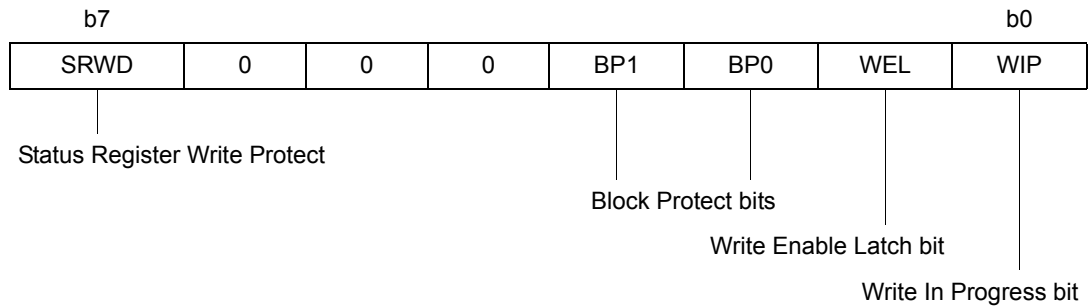 b7 b0
SRWD 0 0 0 BP1 BP0 WEL WIP
Status Register Write Protect
Block Protect bits
Write Enable Latch bit
Write In Progress bit